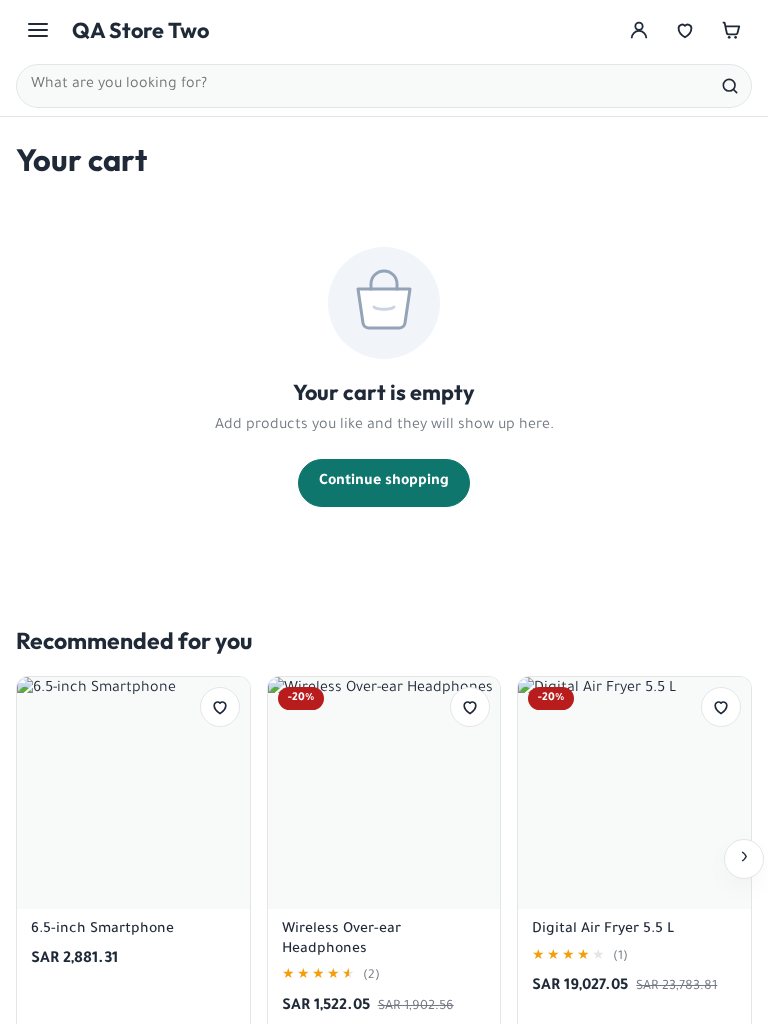 QA Store Two
What are you looking for?
Your cart
Your cart is empty
Add products you like and they will show up here.
Continue shopping
Recommended for you
6.5-inch Smartphone
6.5-inch Smartphone
SAR 2,881.31
Wireless Over-ear Headphones
-20%
Wireless Over-ear
Headphones
(2)
SAR 1,522.05 SAR 1,902.56
Digital Air Fryer 5.5 L
-20%
Digital Air Fryer 5.5 L
(1)
SAR 19,027.05 SAR 23,783.81